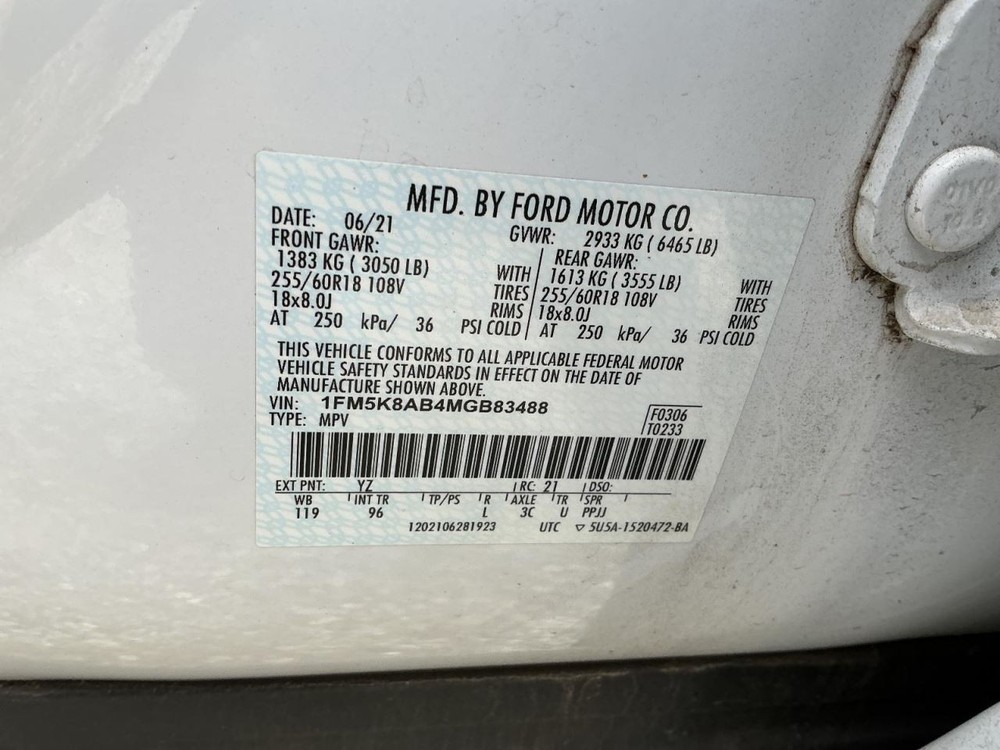 MFD. BY FORD MOTOR CO.
DATE: 06/21
GVWR: 2933 KG ( 6465 LB)
FRONT GAWR:
1383 KG ( 3050 LB)
WITH
255/60R18 108V
TIRES
18x8.0J
RIMS
AT 250 kPa/ 36 PSI COLD
REAR GAWR:
1613 KG ( 3555 LB)
WITH
255/60R18 108V
TIRES
18x8.0J
RIMS
AT 250 kPa/ 36 PSI COLD
THIS VEHICLE CONFORMS TO ALL APPLICABLE FEDERAL MOTOR
VEHICLE SAFETY STANDARDS IN EFFECT ON THE DATE OF
MANUFACTURE SHOWN ABOVE.
VIN: 1FM5K8AB4MGB83488
TYPE: MPV
F0306
T0233
EXT PNT: YZ RC: 21 DSO:
WB INT TR TP/PS R AXLE TR SPR
119 96 L 3C U PPJJ
1202106281923 UTC ▽ 5U5A-1520472-BA